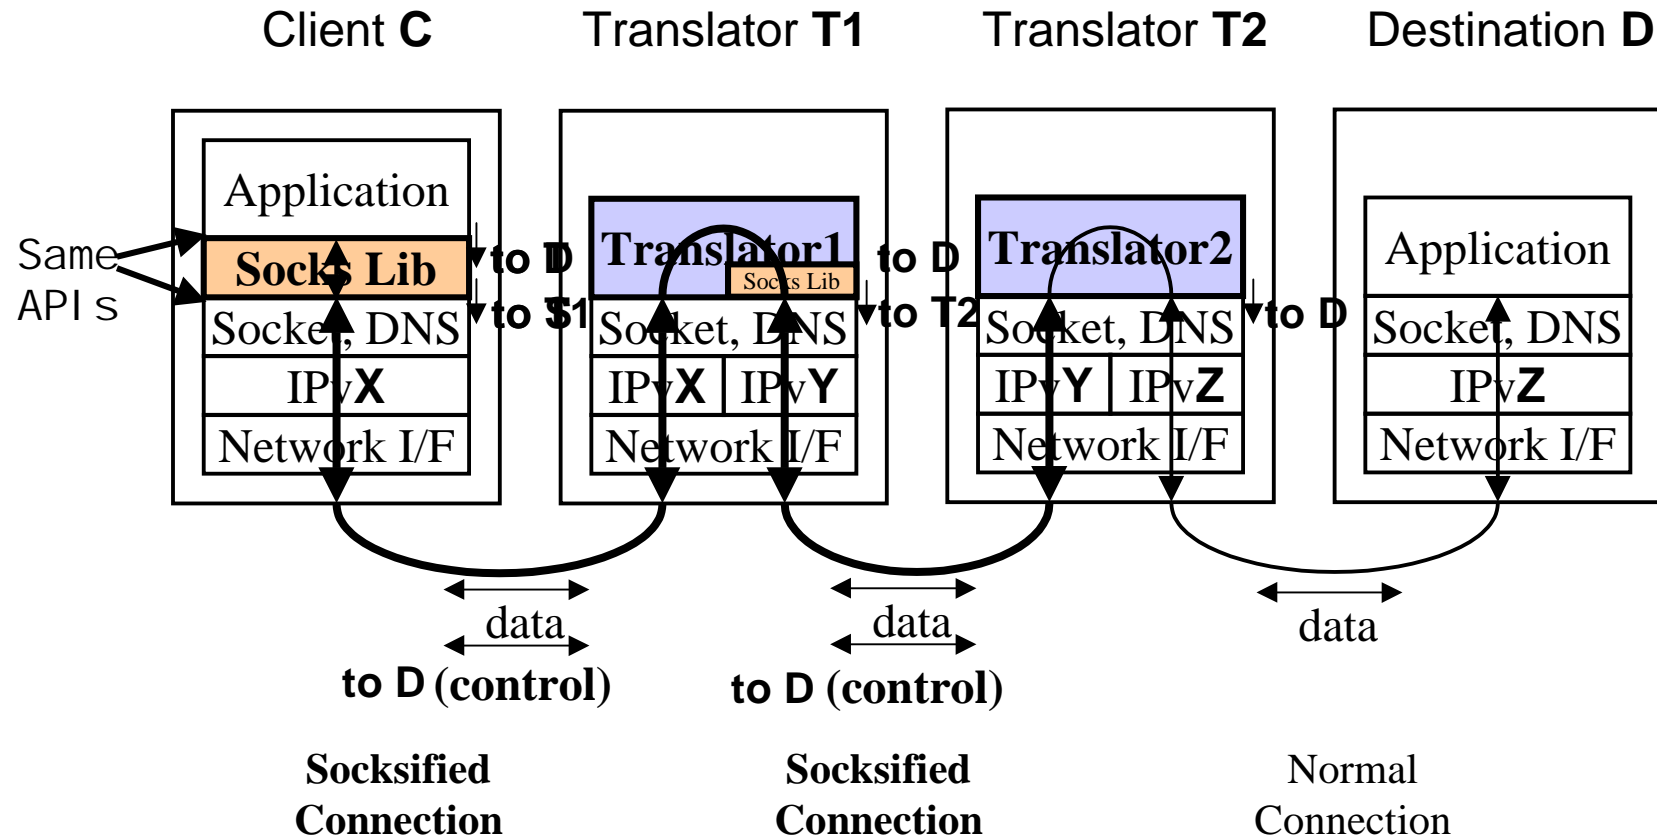 Client C
Translator T1
Translator T2
Destination D
Application
Same
APIs
Socks Lib
to D
to
Socket, DNS
IPvX
Network I/F
Translator1
Socks Lib
to D
to T2
Socket, DNS
IPvX
IPvY
Network I/F
Translator2
to D
Socket, DNS
IPvY
IPvZ
Network I/F
Application
Socket, DNS
IPvZ
Network I/F
data
to D (control)
data
to D (control)
data
Socksified
Connection
Socksified
Connection
Normal
Connection